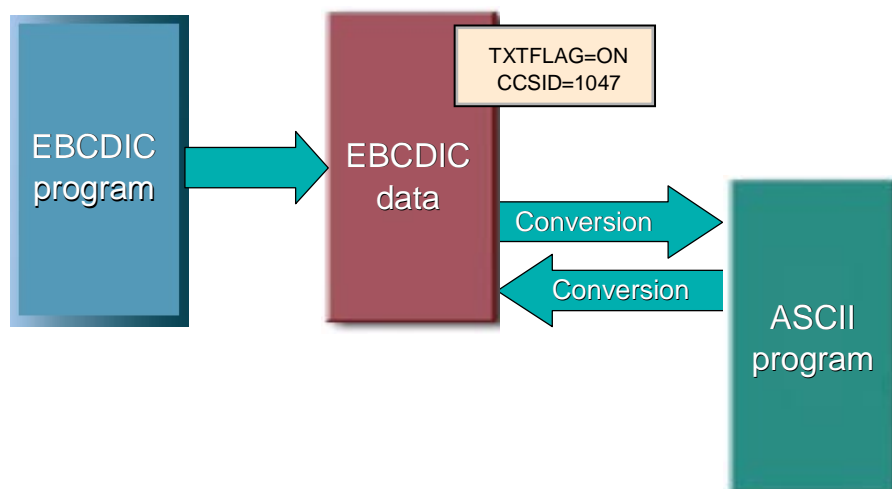 EBCDIC
program
EBCDIC
data
TXTFLAG=ON
CCSID=1047
Conversion
Conversion
ASCII
program